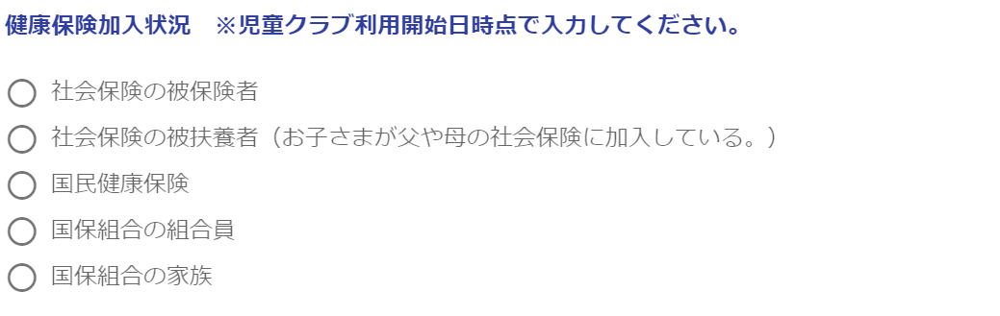 健康保険加入状況　※児童クラブ利用開始日時点で入力してください。
社会保険の被保険者
社会保険の被扶養者（お子さまが父や母の社会保険に加入している。）
国民健康保険
国保組合の組合員
国保組合の家族